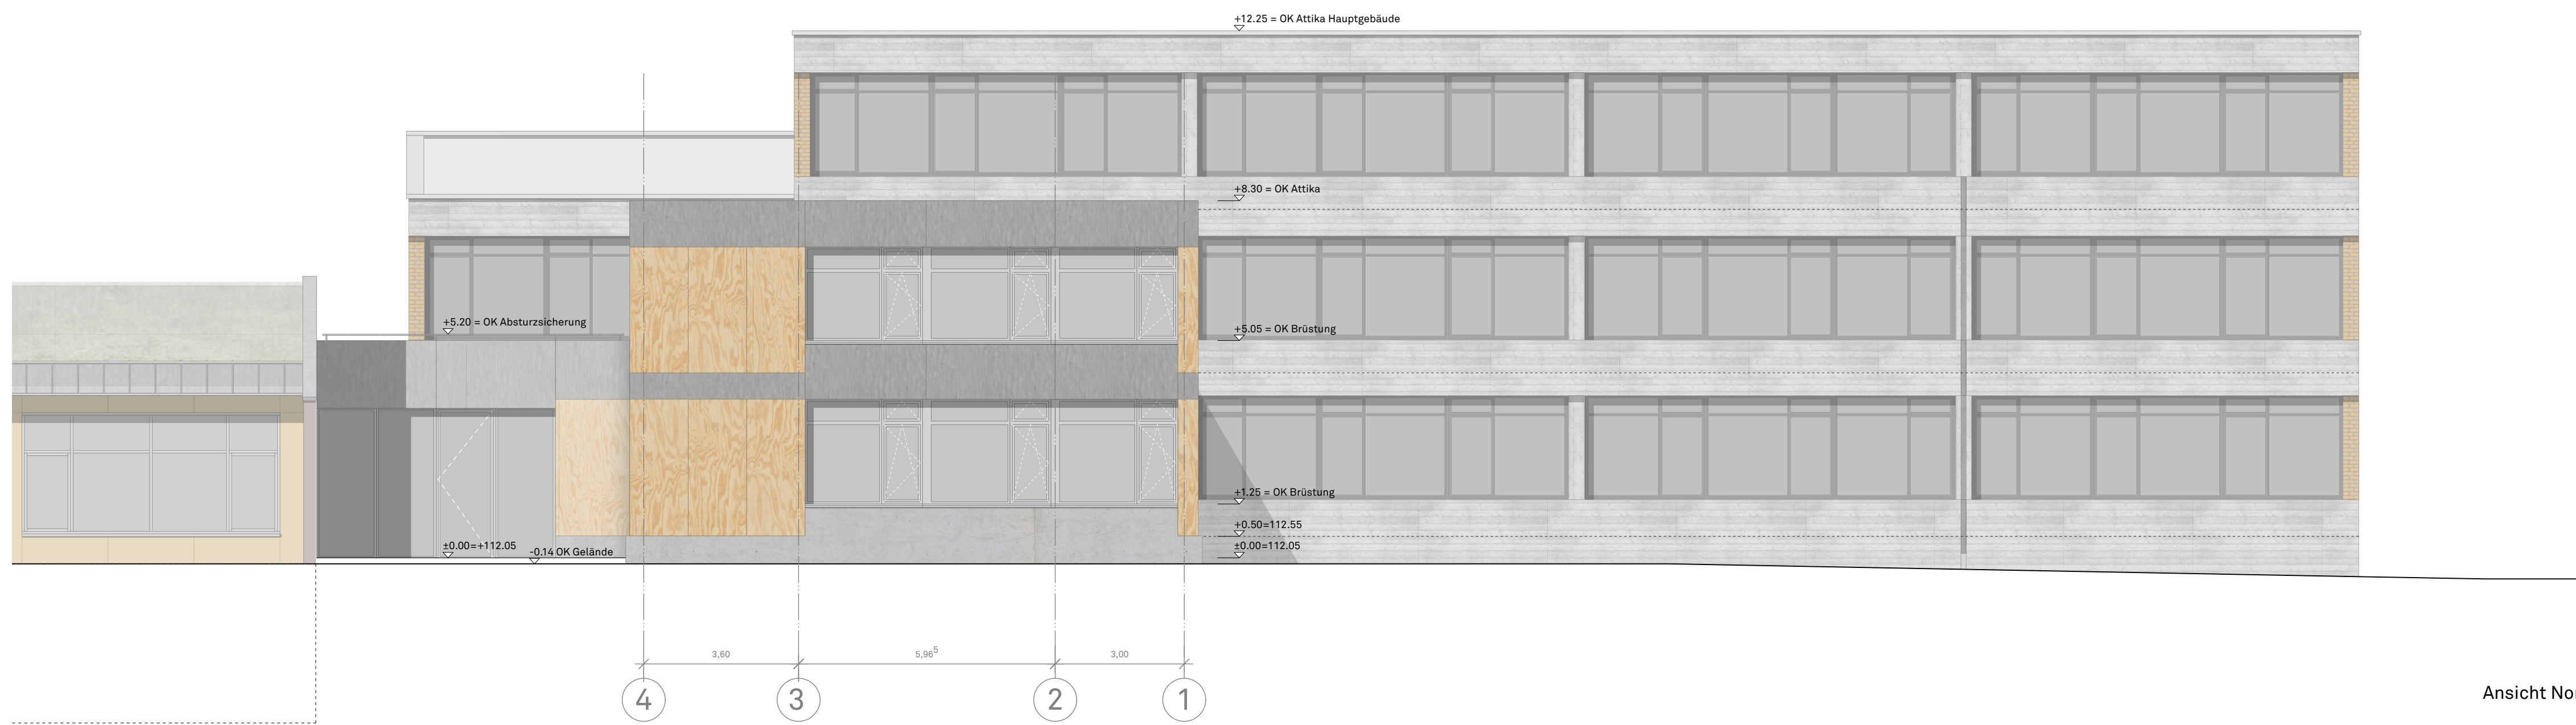 +12.25 = OK Attika Hauptgebäude
+8.30 = OK Attika
+5.20 = OK Absturzsicherung
+5.05 = OK Brüstung
+1.25 = OK Brüstung
+0.50=112.55
±0.00=+112.05
-0.14 OK Gelände
±0.00=112.05
3,60
5,96⁵
3,00
4
3
2
1
Ansicht